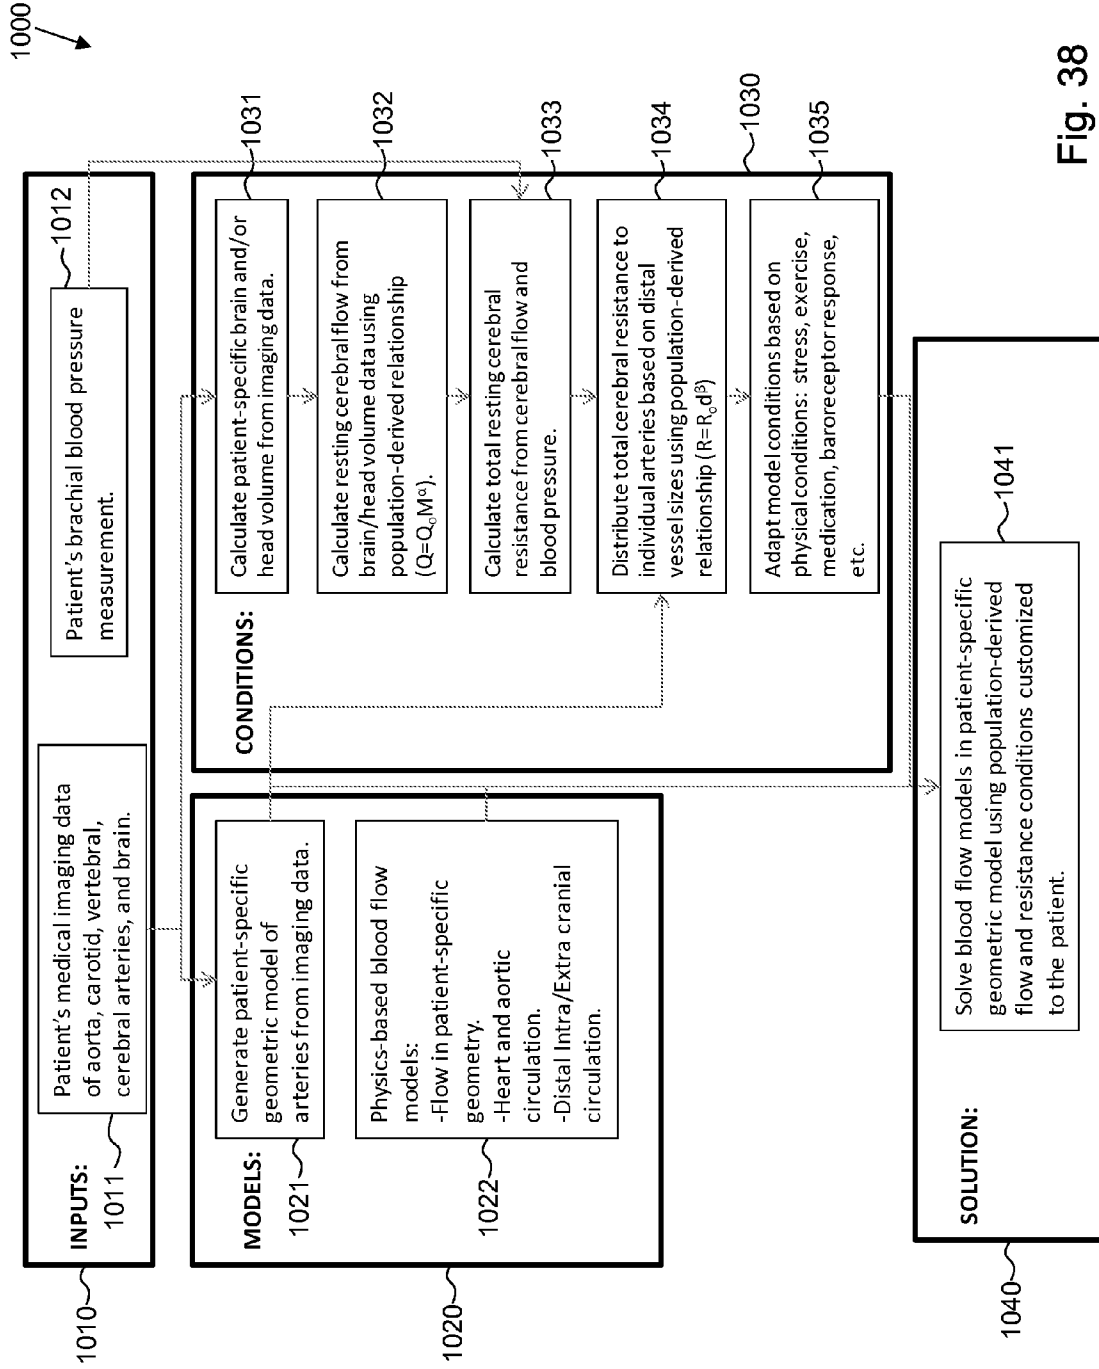 1000
1010
INPUTS:
1011
Patient's medical imaging data
of aorta, carotid, vertebral,
cerebral arteries, and brain.
1012
Patient's brachial blood pressure
measurement.
1020
MODELS:
1021
Generate patient-specific
geometric model of
arteries from imaging data.
1022
Physics-based blood flow
models:
-Flow in patient-specific
geometry.
-Heart and aortic
circulation.
-Distal Intra/Extra cranial
circulation.
CONDITIONS:
1030
Calculate patient-specific brain and/or
head volume from imaging data.
1031
Calculate resting cerebral flow from
brain/head volume data using
population-derived relationship
(Q=Q₀Mᵅ).
1032
Calculate total resting cerebral
resistance from cerebral flow and
blood pressure.
1033
Distribute total cerebral resistance to
individual arteries based on distal
vessel sizes using population-derived
relationship (R=R₀dᵝ)
1034
Adapt model conditions based on
physical conditions: stress, exercise,
medication, baroreceptor response,
etc.
1035
1040
SOLUTION:
1041
Solve blood flow models in patient-specific
geometric model using population-derived
flow and resistance conditions customized
to the patient.
Fig. 38